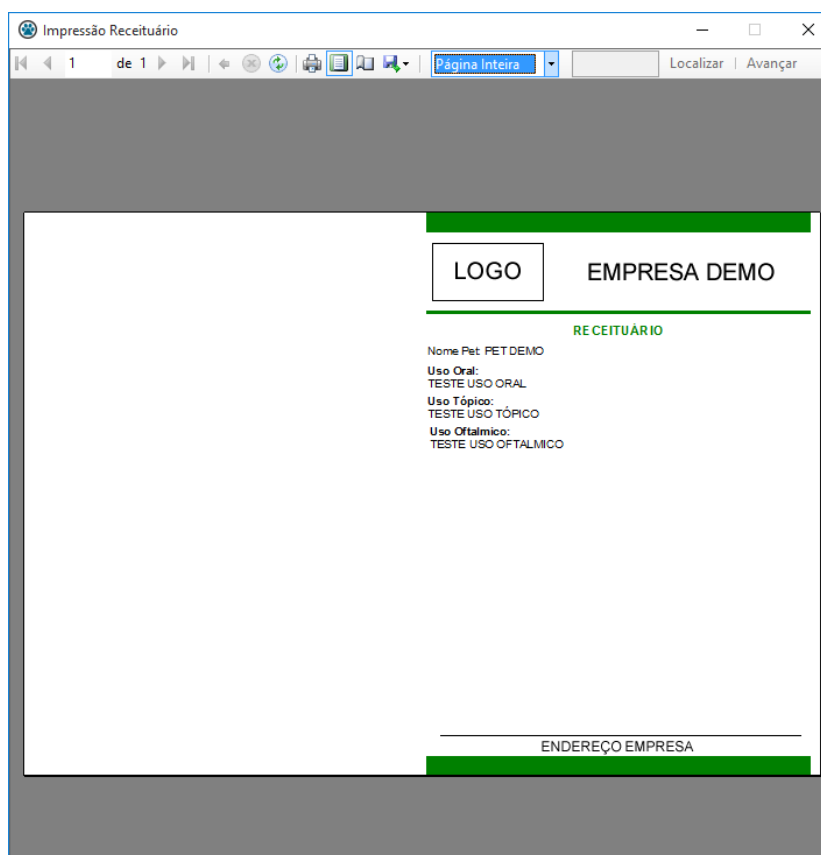 Impressão Receituário
1 de 1 Página Inteira Localizar Avançar
LOGO
EMPRESA DEMO
RECEITUÁRIO
Nome Pet: PET DEMO
Uso Oral:
TESTE USO ORAL
Uso Tópico:
TESTE USO TÓPICO
Uso Oftalmico:
TESTE USO OFTALMICO
ENDEREÇO EMPRESA